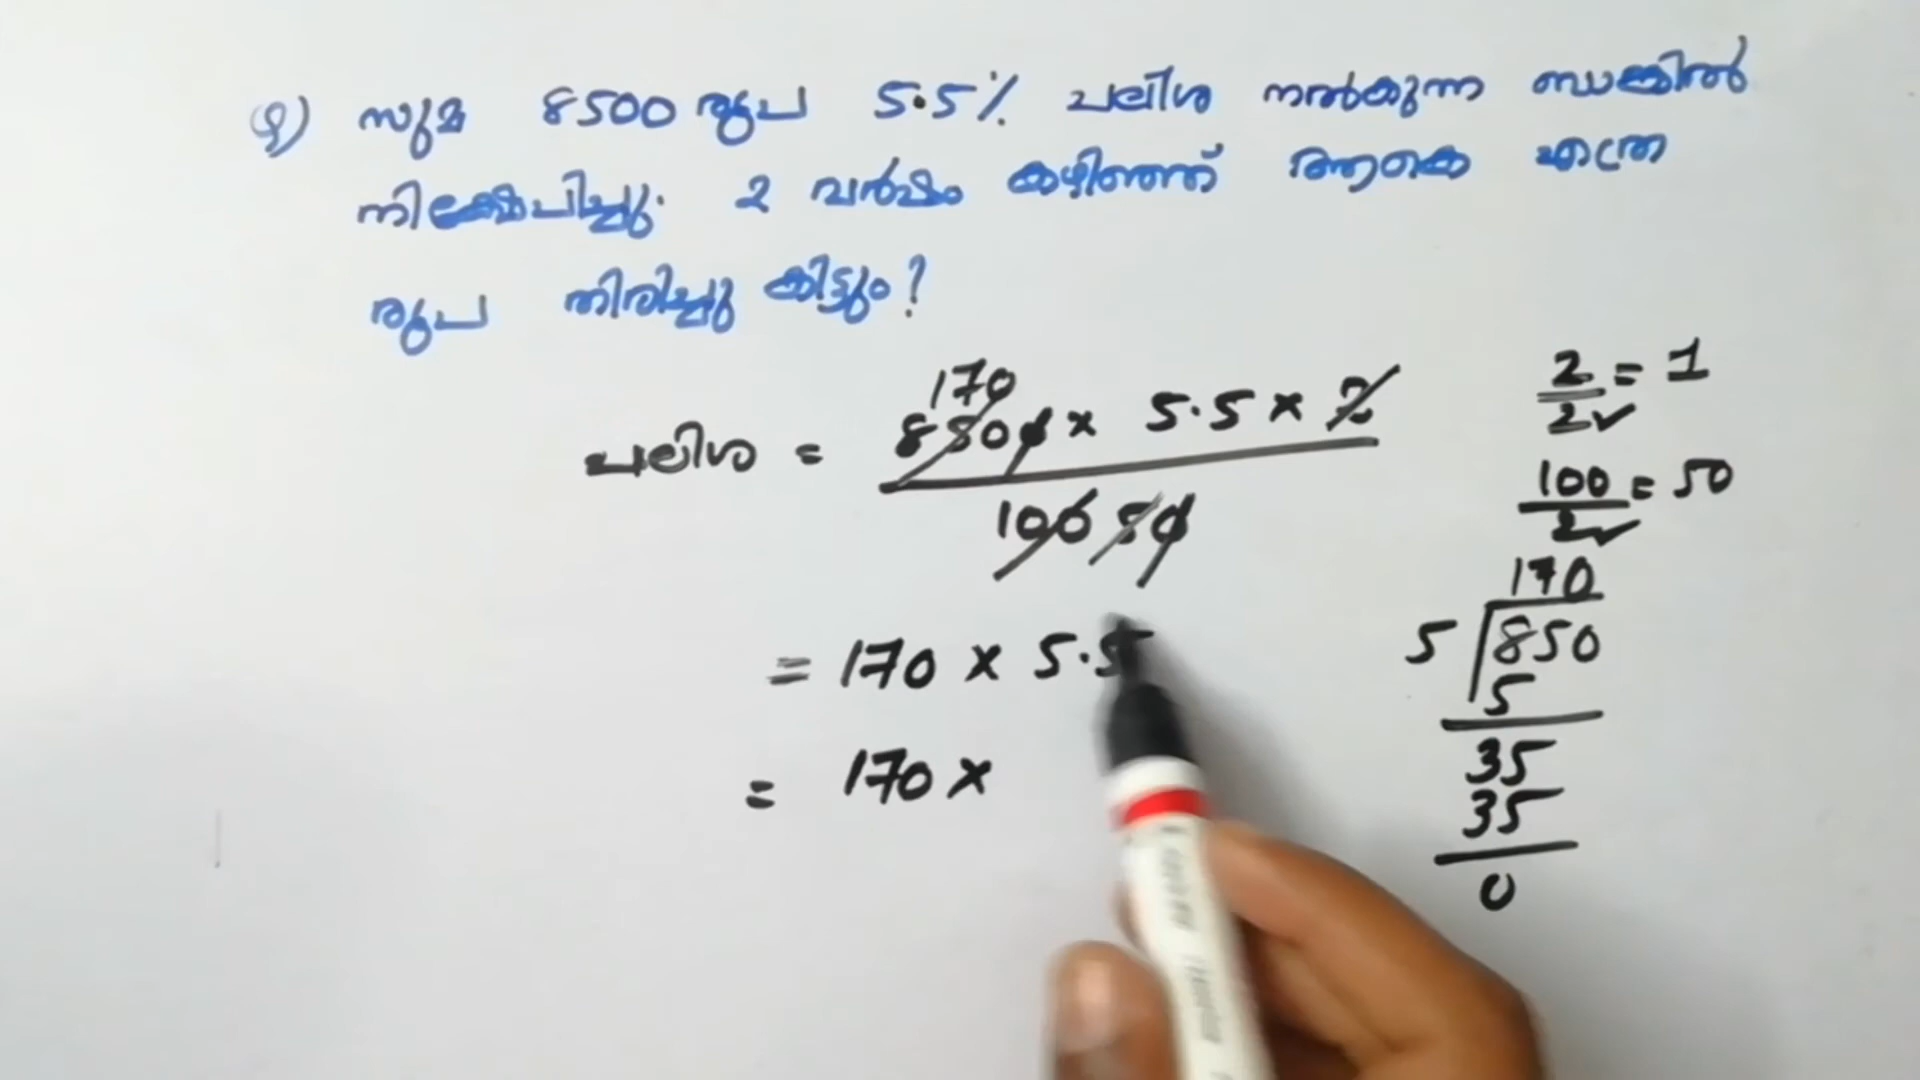 ഉ) സുമ 8500 രൂപ 5.5% പലിശ നൽകുന്ന ബാങ്കിൽ
നിക്ഷേപിച്ചു. 2 വർഷം കഴിഞ്ഞ് ആകെ എത്ര
രൂപ തിരിച്ചു കിട്ടും?
170
പലിശ = 8500 x 5.5 x 2
100 50
= 170 x 5.5
= 170 x
2/2 = 1
100/2 = 50
170
5 850
5
35
35
0